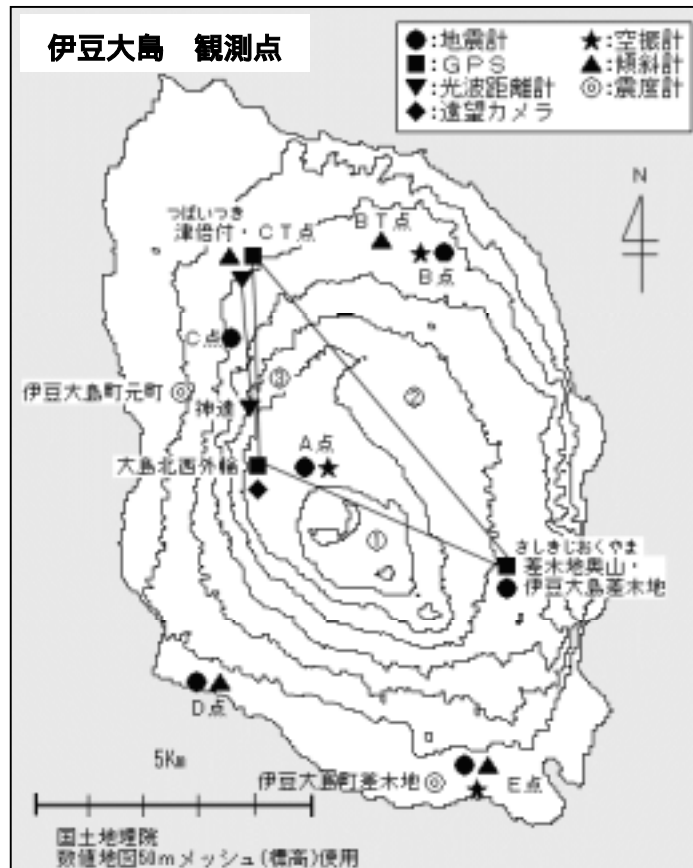 伊豆大島 観測点
●:地震計 ★:空振計
■:GPS ▲:傾斜計
▼:光波距離計 ◎:震度計
◆:遠望カメラ
N
つばいつき
津倍付・CT点
BT点
B点
C点
③
②
伊豆大島町元町
神達
A点
大島北西外輪
①
さしきじおくやま
差木地奥山・
伊豆大島差木地
D点
5Km
伊豆大島町差木地
E点
国土地理院
数値地図50mメッシュ(標高)使用